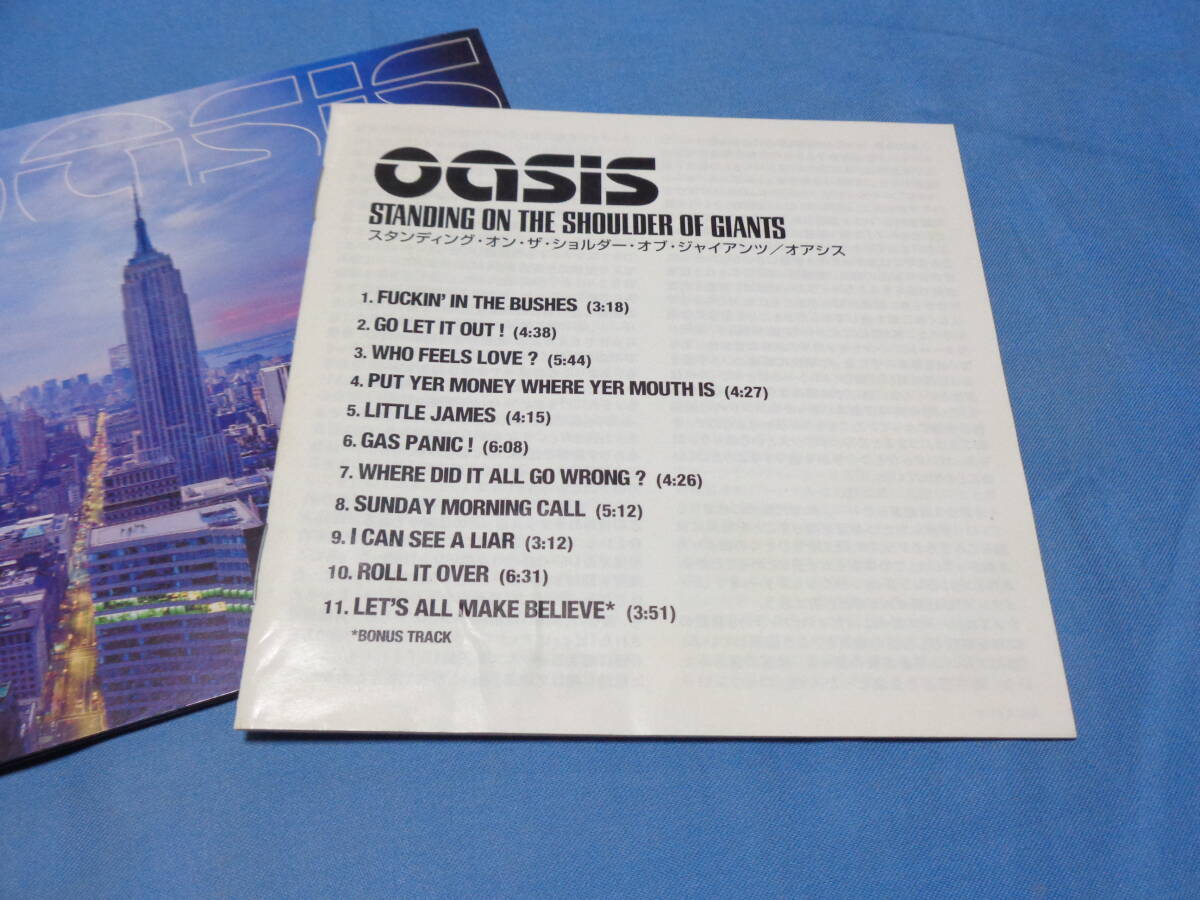 oasis
oasis
STANDING ON THE SHOULDER OF GIANTS
スタンディング・オン・ザ・ショルダー・オブ・ジャイアンツ／オアシス
1. FUCKIN' IN THE BUSHES (3:18)
2. GO LET IT OUT! (4:38)
3. WHO FEELS LOVE? (5:44)
4. PUT YER MONEY WHERE YER MOUTH IS (4:27)
5. LITTLE JAMES (4:15)
6. GAS PANIC! (6:08)
7. WHERE DID IT ALL GO WRONG? (4:26)
8. SUNDAY MORNING CALL (5:12)
9. I CAN SEE A LIAR (3:12)
10. ROLL IT OVER (6:31)
11. LET'S ALL MAKE BELIEVE* (3:51)
*BONUS TRACK